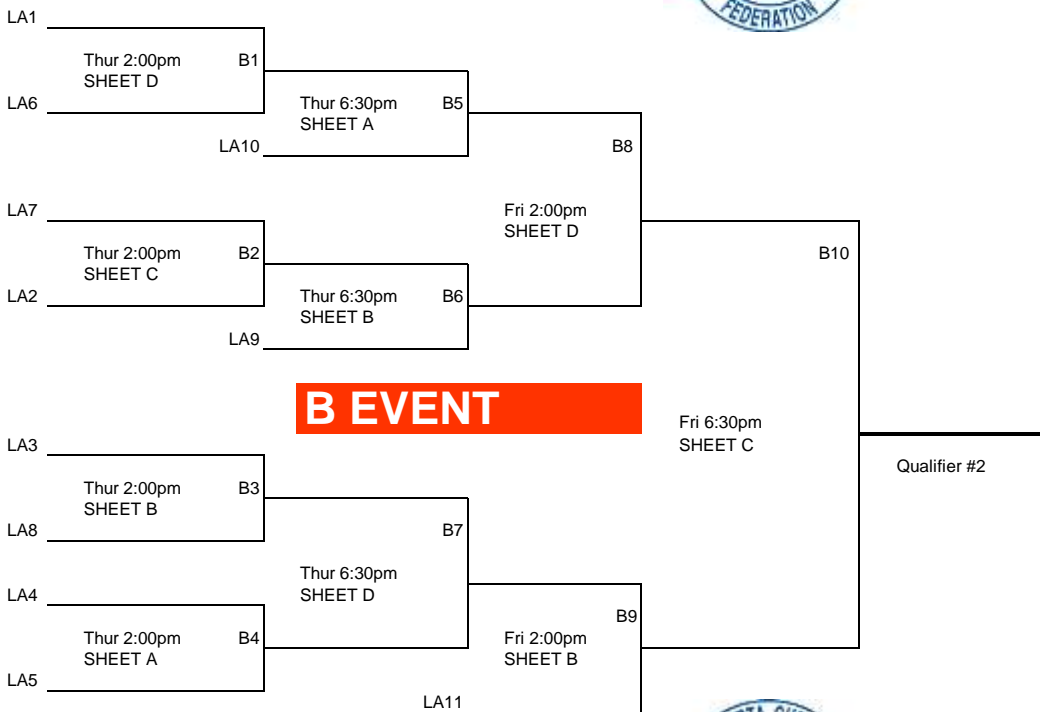 FEDERATION
LA1
Thur 2:00pm B1
SHEET D
LA6
Thur 6:30pm B5
SHEET A
LA10
B8
LA7
Fri 2:00pm
SHEET D
Thur 2:00pm B2
SHEET C
B10
LA2
Thur 6:30pm B6
SHEET B
LA9
B EVENT
Fri 6:30pm
SHEET C
LA3
Qualifier #2
Thur 2:00pm B3
SHEET B
LA8
B7
Thur 6:30pm
SHEET D
LA4
B9
Thur 2:00pm B4
SHEET A
Fri 2:00pm
SHEET B
LA5
LA11